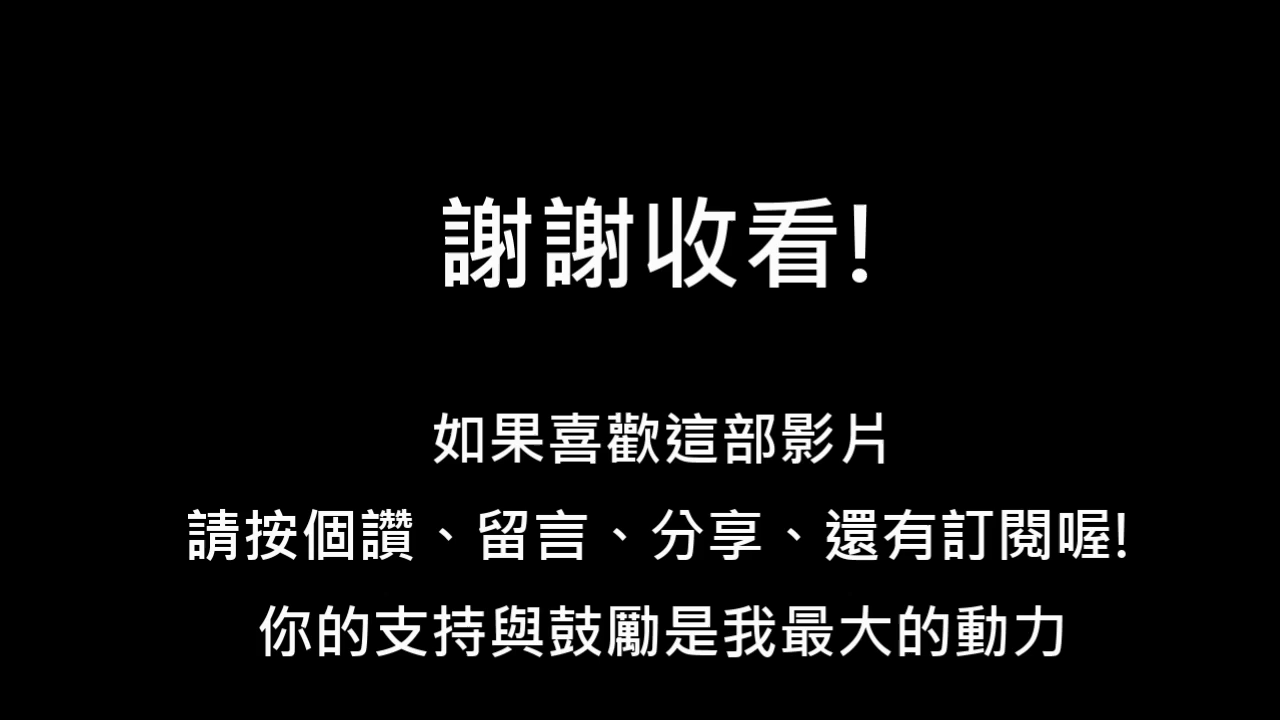 謝謝收看!
如果喜歡這部影片
請按個讚、留言、分享、還有訂閱喔!
你的支持與鼓勵是我最大的動力